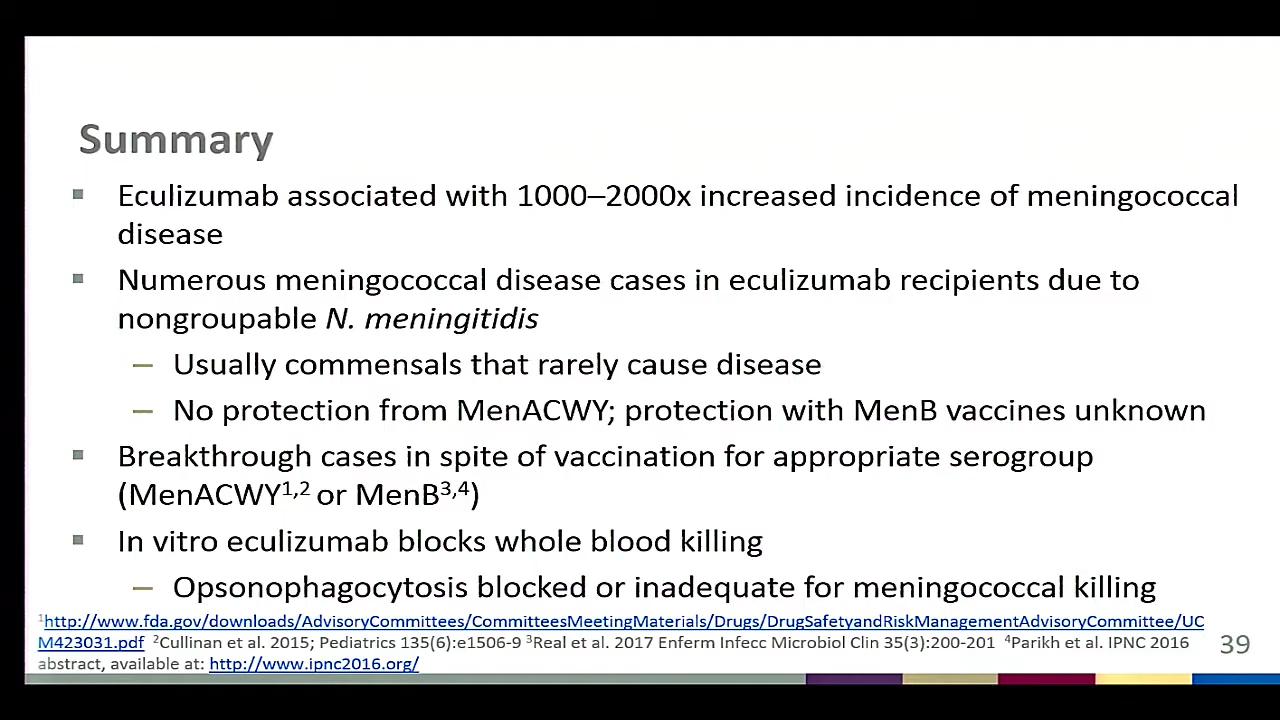 Summary
▪ Eculizumab associated with 1000–2000x increased incidence of meningococcal
disease
▪ Numerous meningococcal disease cases in eculizumab recipients due to
nongroupable N. meningitidis
– Usually commensals that rarely cause disease
– No protection from MenACWY; protection with MenB vaccines unknown
▪ Breakthrough cases in spite of vaccination for appropriate serogroup
(MenACWY1,2 or MenB3,4)
▪ In vitro eculizumab blocks whole blood killing
– Opsonophagocytosis blocked or inadequate for meningococcal killing
1http://www.fda.gov/downloads/AdvisoryCommittees/CommitteesMeetingMaterials/Drugs/DrugSafetyandRiskManagementAdvisoryCommittee/UC
M423031.pdf 2Cullinan et al. 2015; Pediatrics 135(6):e1506-9 3Real et al. 2017 Enferm Infecc Microbiol Clin 35(3):200-201 4Parikh et al. IPNC 2016
abstract, available at: http://www.ipnc2016.org/
39